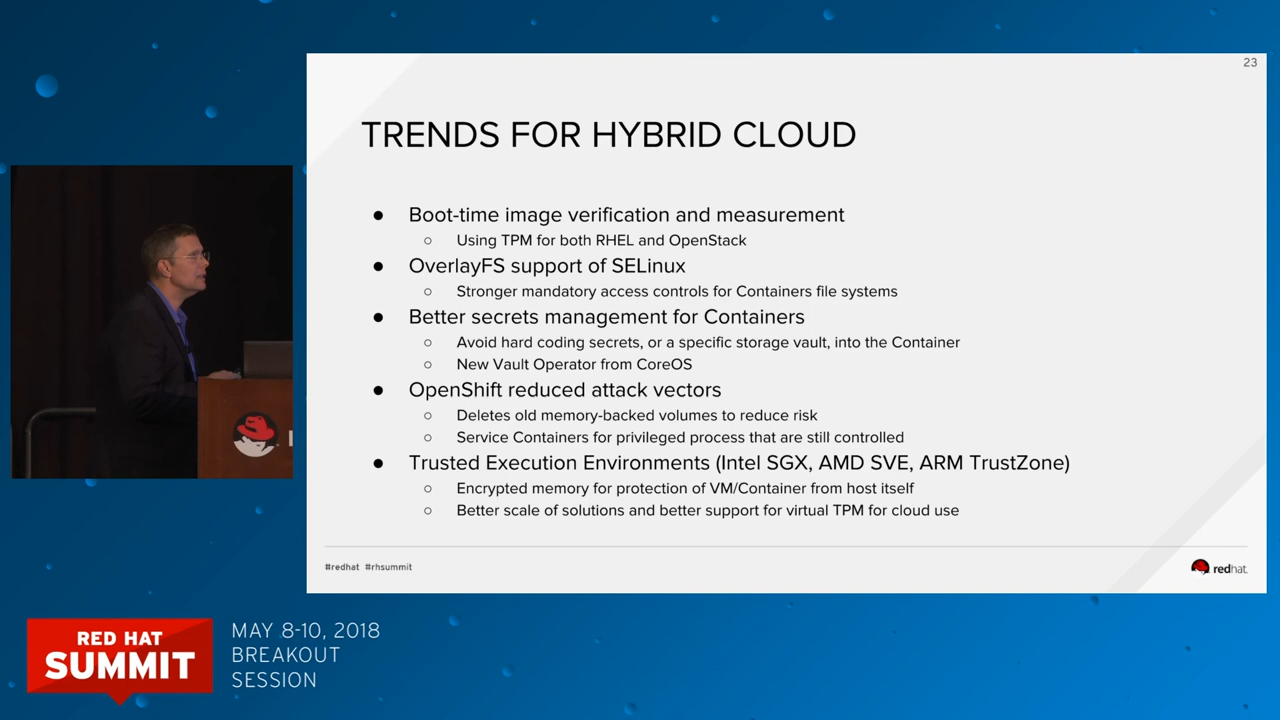 23
TRENDS FOR HYBRID CLOUD
● Boot-time image verification and measurement
○ Using TPM for both RHEL and OpenStack
● OverlayFS support of SELinux
○ Stronger mandatory access controls for Containers file systems
● Better secrets management for Containers
○ Avoid hard coding secrets, or a specific storage vault, into the Container
○ New Vault Operator from CoreOS
● OpenShift reduced attack vectors
○ Deletes old memory-backed volumes to reduce risk
○ Service Containers for privileged process that are still controlled
● Trusted Execution Environments (Intel SGX, AMD SVE, ARM TrustZone)
○ Encrypted memory for protection of VM/Container from host itself
○ Better scale of solutions and better support for virtual TPM for cloud use
#redhat #rhsummit
redhat.
RED HAT
SUMMIT
MAY 8-10, 2018
BREAKOUT
SESSION